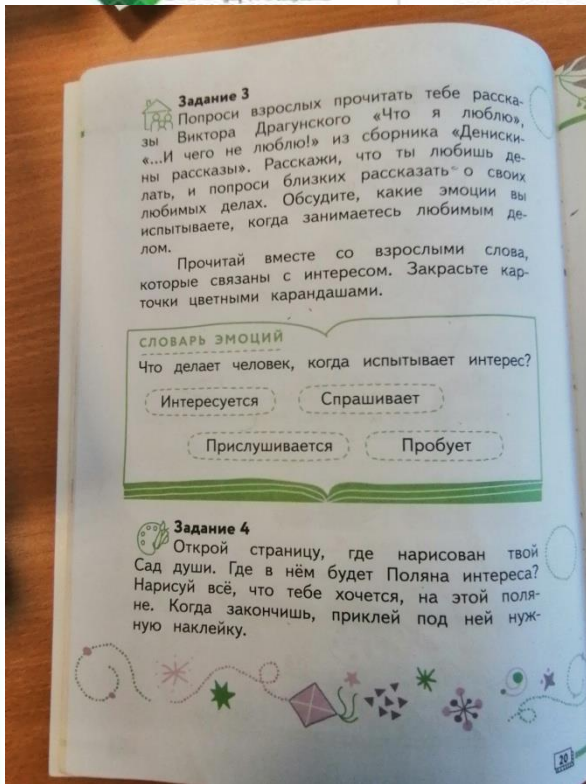 Задание 3
Попроси взрослых прочитать тебе расска-
зы Виктора Драгунского «Что я люблю»,
«...И чего не люблю!» из сборника «Дениски-
ны рассказы». Расскажи, что ты любишь де-
лать, и попроси близких рассказать о своих
любимых делах. Обсудите, какие эмоции вы
испытываете, когда занимаетесь любимым де-
лом.
Прочитай вместе со взрослыми слова,
которые связаны с интересом. Закрасьте кар-
точки цветными карандашами.
СЛОВАРЬ ЭМОЦИЙ
Что делает человек, когда испытывает интерес?
Интересуется Спрашивает
Прислушивается Пробует
Задание 4
Открой страницу, где нарисован твой
Сад души. Где в нём будет Поляна интереса?
Нарисуй всё, что тебе хочется, на этой поля-
не. Когда закончишь, приклей под ней нуж-
ную наклейку.
20